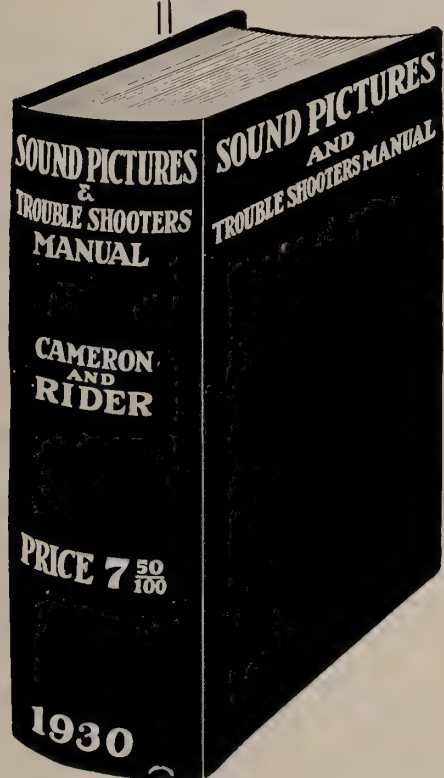 SOUND PICTURES
&
TROUBLE SHOOTERS
MANUAL
CAMERON
AND
RIDER
PRICE 7 50/100
1930
SOUND PICTURES
AND
TROUBLE SHOOTERS MANUAL